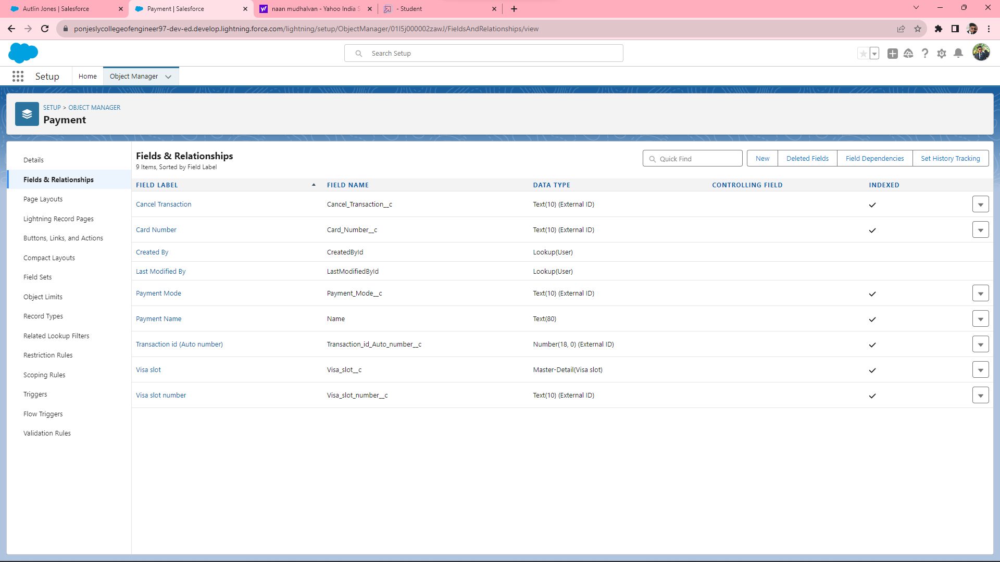 Autlin Jones | Salesforce
Payment | Salesforce
naan mudhalvan - Yahoo India S
- Student
ponjeslycollegeofengineer97-dev-ed.develop.lightning.force.com/lightning/setup/ObjectManager/01I5j000002zawJ/FieldsAndRelationships/view
Search Setup
Setup
Home
Object Manager
SETUP > OBJECT MANAGER
Payment
Details
Fields & Relationships
Page Layouts
Lightning Record Pages
Buttons, Links, and Actions
Compact Layouts
Field Sets
Object Limits
Record Types
Related Lookup Filters
Restriction Rules
Scoping Rules
Triggers
Flow Triggers
Validation Rules
Fields & Relationships
9 Items, Sorted by Field Label
Quick Find
New
Deleted Fields
Field Dependencies
Set History Tracking
FIELD LABEL FIELD NAME DATA TYPE CONTROLLING FIELD INDEXED
Cancel Transaction Cancel_Transaction__c Text(10) (External ID)
Card Number Card_Number__c Text(10) (External ID)
Created By CreatedById Lookup(User)
Last Modified By LastModifiedById Lookup(User)
Payment Mode Payment_Mode__c Text(10) (External ID)
Payment Name Name Text(80)
Transaction id (Auto number) Transaction_id_Auto_number__c Number(18, 0) (External ID)
Visa slot Visa_slot__c Master-Detail(Visa slot)
Visa slot number Visa_slot_number__c Text(10) (External ID)